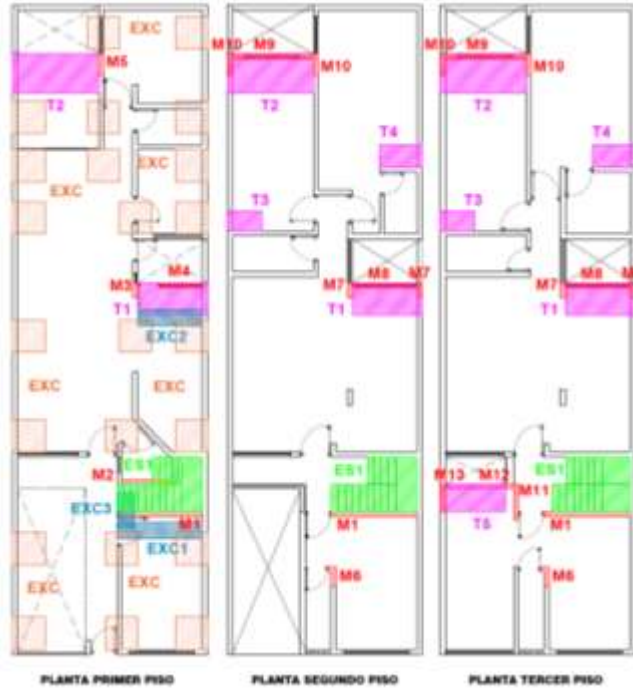 EXC
M5
T2
EXC
EXC
M4
M3
T1
EXC2
EXC
EXC
M2
ES1
EXC3
M1
EXC1
EXC
EXC
PLANTA PRIMER PISO
M10
M9
M10
T2
T4
T3
M8
M7
M7
T1
ES1
M1
M6
PLANTA SEGUNDO PISO
M10
M9
M10
T2
T4
T3
M8
M7
M7
T1
M13
M12
ES1
M11
T5
M1
M6
PLANTA TERCER PISO